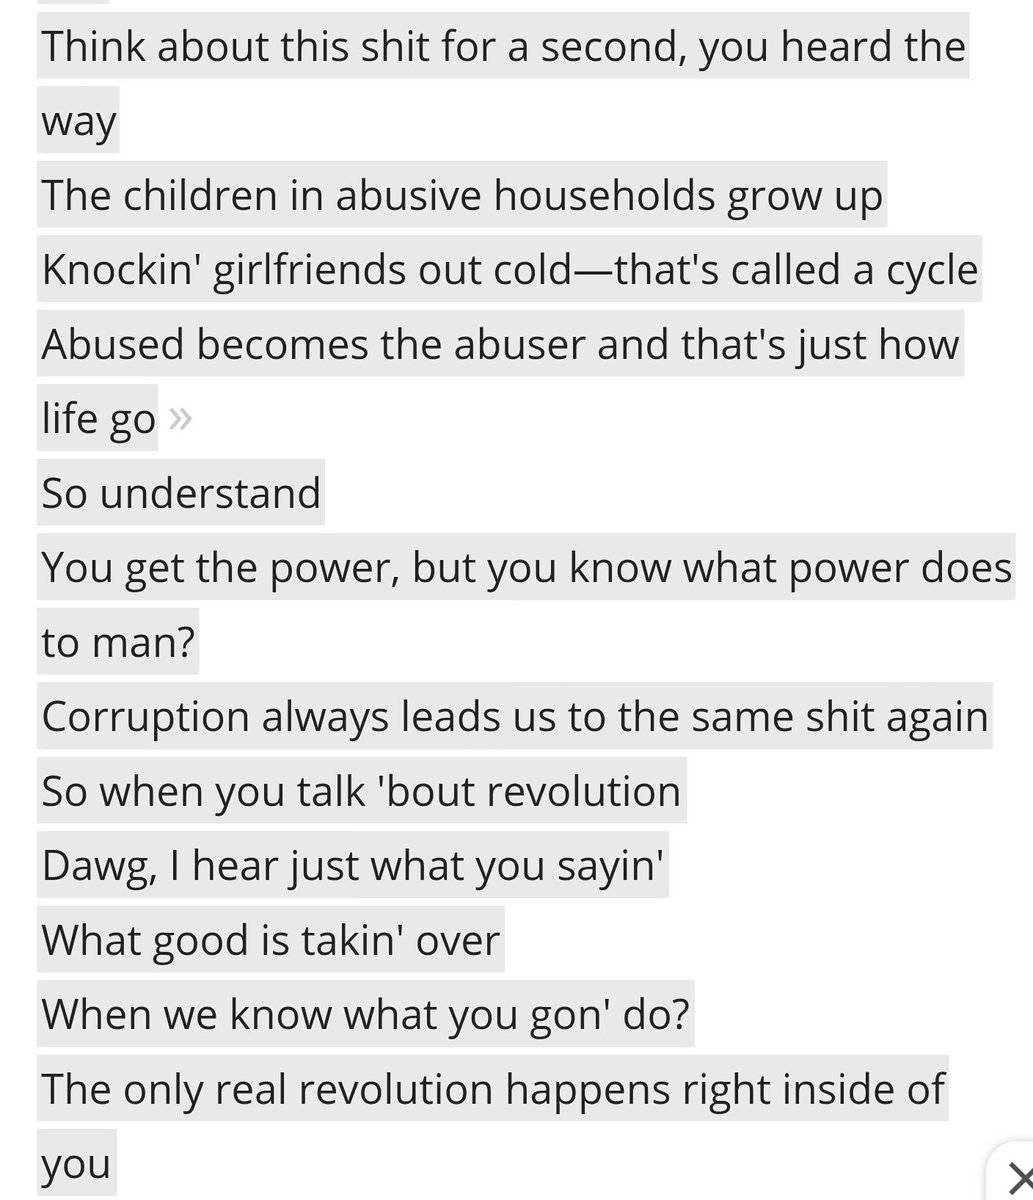 Think about this shit for a second, you heard the
way
The children in abusive households grow up
Knockin' girlfriends out cold—that's called a cycle
Abused becomes the abuser and that's just how
life go »
So understand
You get the power, but you know what power does
to man?
Corruption always leads us to the same shit again
So when you talk 'bout revolution
Dawg, I hear just what you sayin'
What good is takin' over
When we know what you gon' do?
The only real revolution happens right inside of
you